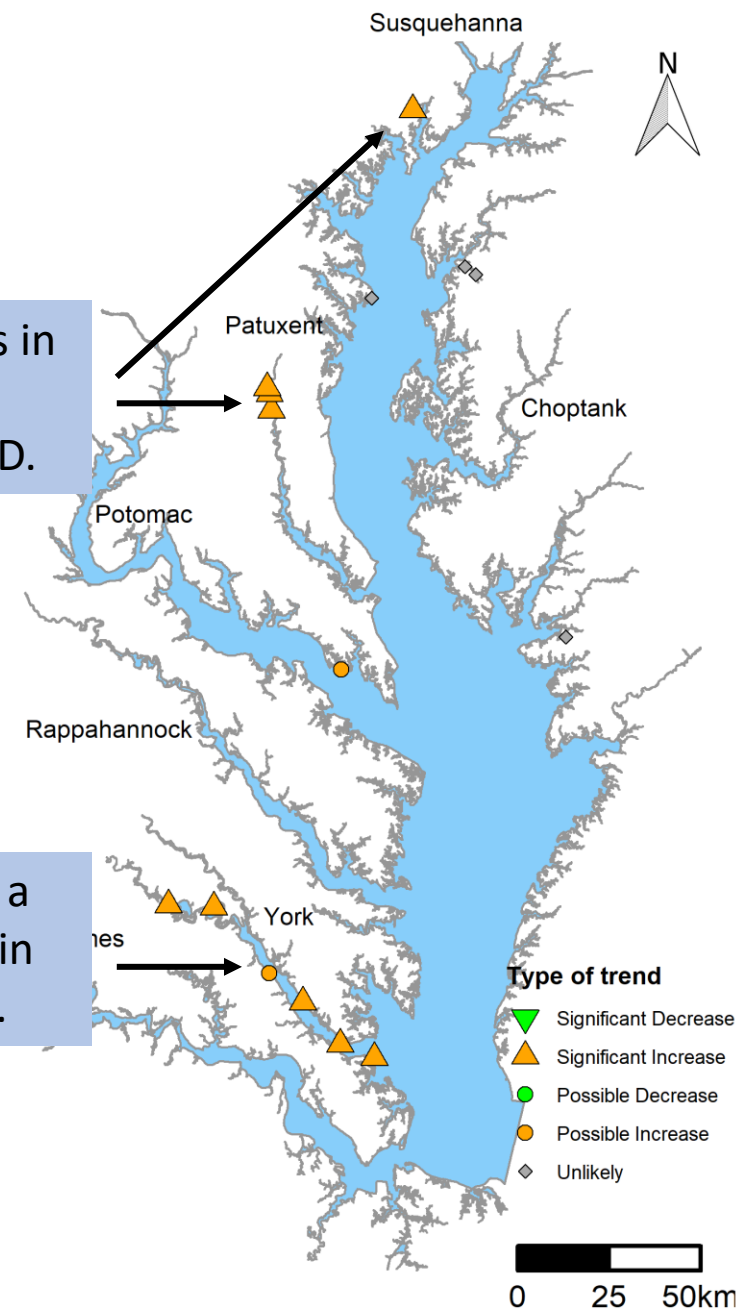 Susquehanna
N
s in
Patuxent
D.
Choptank
Potomac
Rappahannock
a
in
.
York
nes
Type of trend
Significant Decrease
Significant Increase
Possible Decrease
Possible Increase
Unlikely
0 25 50km